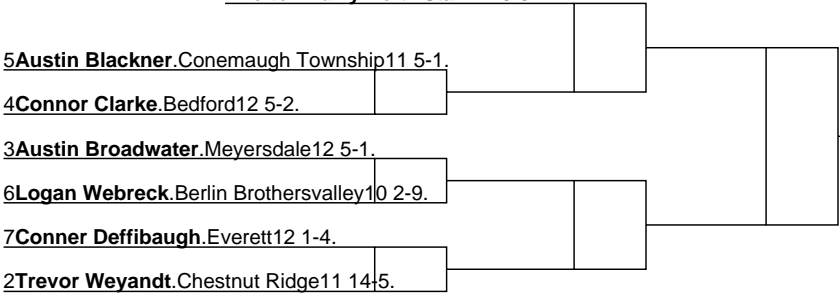 5Austin Blackner.Conemaugh Township11 5-1.
4Connor Clarke.Bedford12 5-2.
3Austin Broadwater.Meyersdale12 5-1.
6Logan Webreck.Berlin Brothersvalley10 2-9.
7Conner Deffibaugh.Everett12 1-4.
2Trevor Weyandt.Chestnut Ridge11 14-5.